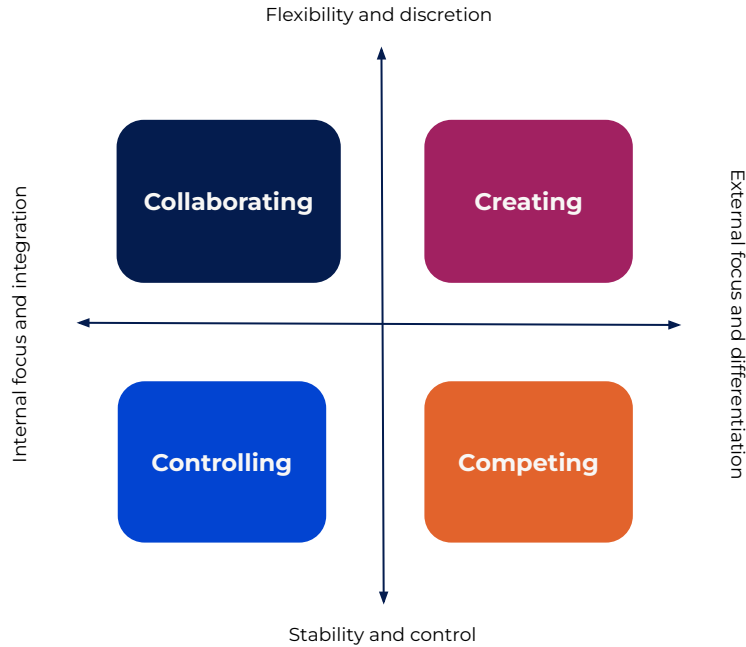 Flexibility and discretion
Collaborating
Creating
Internal focus and integration
External focus and differentiation
Controlling
Competing
Stability and control